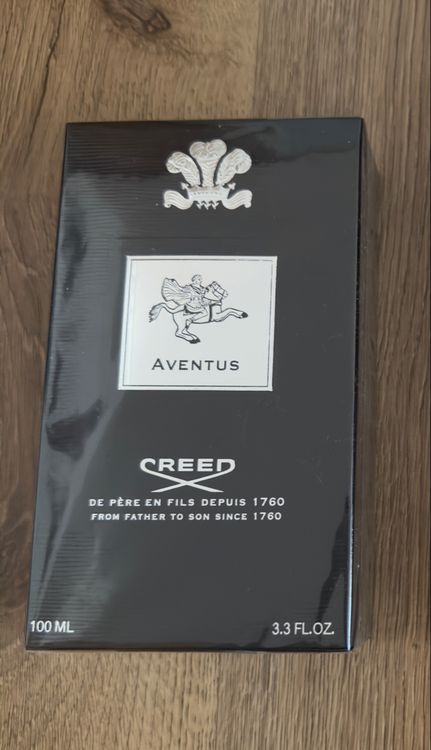 AVENTUS
CREED
DE PÈRE EN FILS DEPUIS 1760
FROM FATHER TO SON SINCE 1760
100 ML 3.3 FL.OZ.